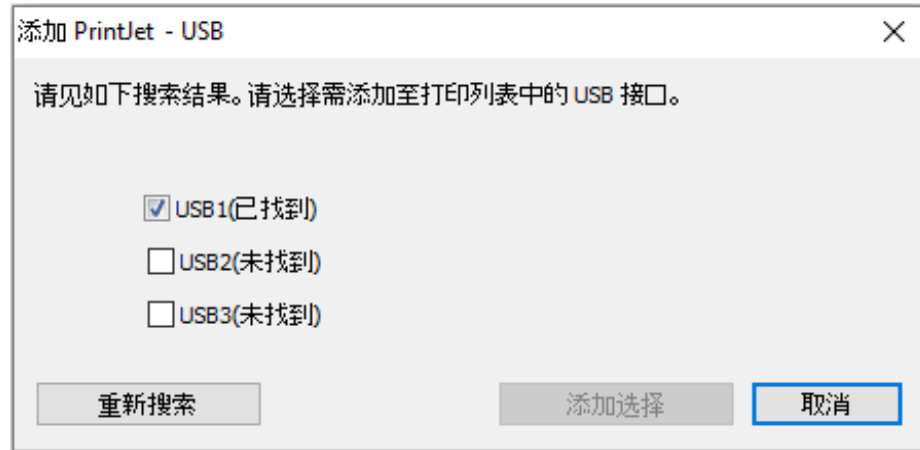 添加 PrintJet - USB
请见如下搜索结果。请选择需添加至打印列表中的 USB 接口。
USB1(已找到)
USB2(未找到)
USB3(未找到)
重新搜索 添加选择 取消